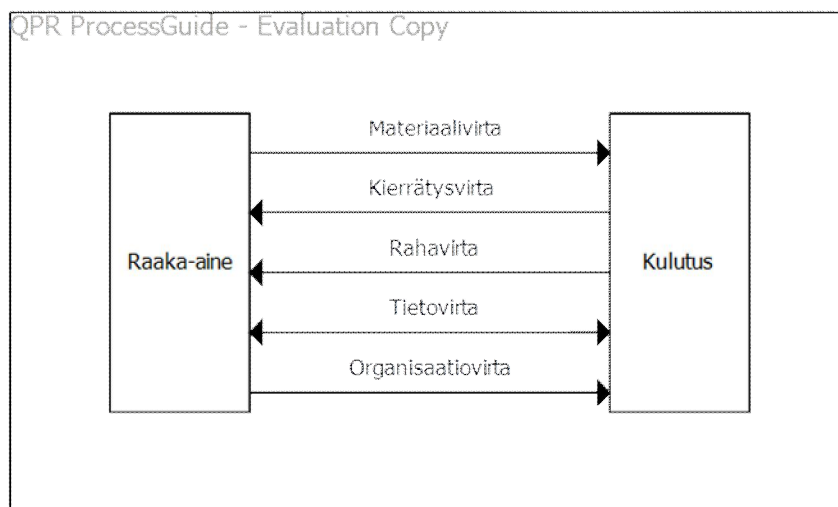 QPR ProcessGuide - Evaluation Copy
Materiaalivirta
Kierrätysvirta
Raaka-aine
Rahavirta
Kulutus
Tietovirta
Organisaatiovirta